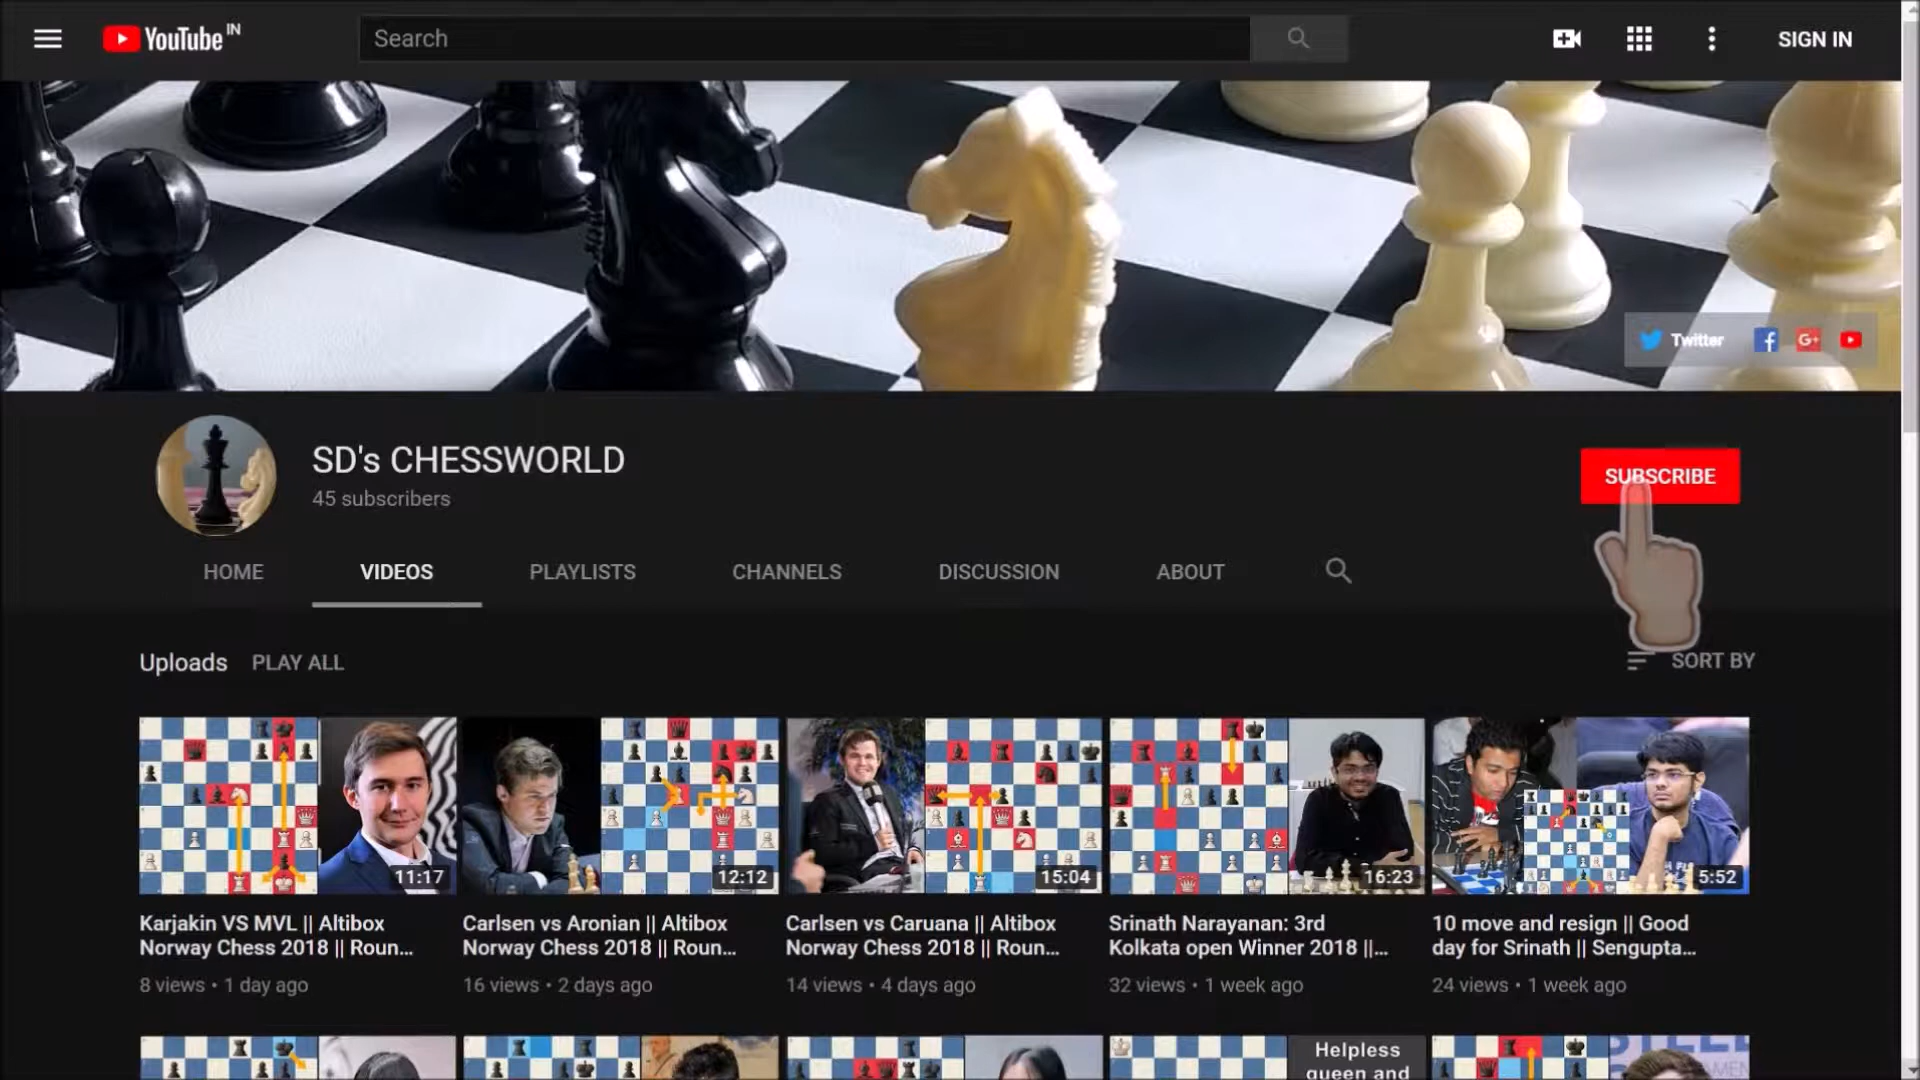 YouTube IN
Search
SIGN IN
Twitter
G+
SD's CHESSWORLD
45 subscribers
SUBSCRIBE
HOME
VIDEOS
PLAYLISTS
CHANNELS
DISCUSSION
ABOUT
Uploads
PLAY ALL
SORT BY
11:17
12:12
15:04
16:23
5:52
Karjakin VS MVL || Altibox
Norway Chess 2018 || Roun...
8 views • 1 day ago
Carlsen vs Aronian || Altibox
Norway Chess 2018 || Roun...
16 views • 2 days ago
Carlsen vs Caruana || Altibox
Norway Chess 2018 || Roun...
14 views • 4 days ago
Srinath Narayanan: 3rd
Kolkata open Winner 2018 ||...
32 views • 1 week ago
10 move and resign || Good
day for Srinath || Sengupta...
24 views • 1 week ago
Helpless
queen and